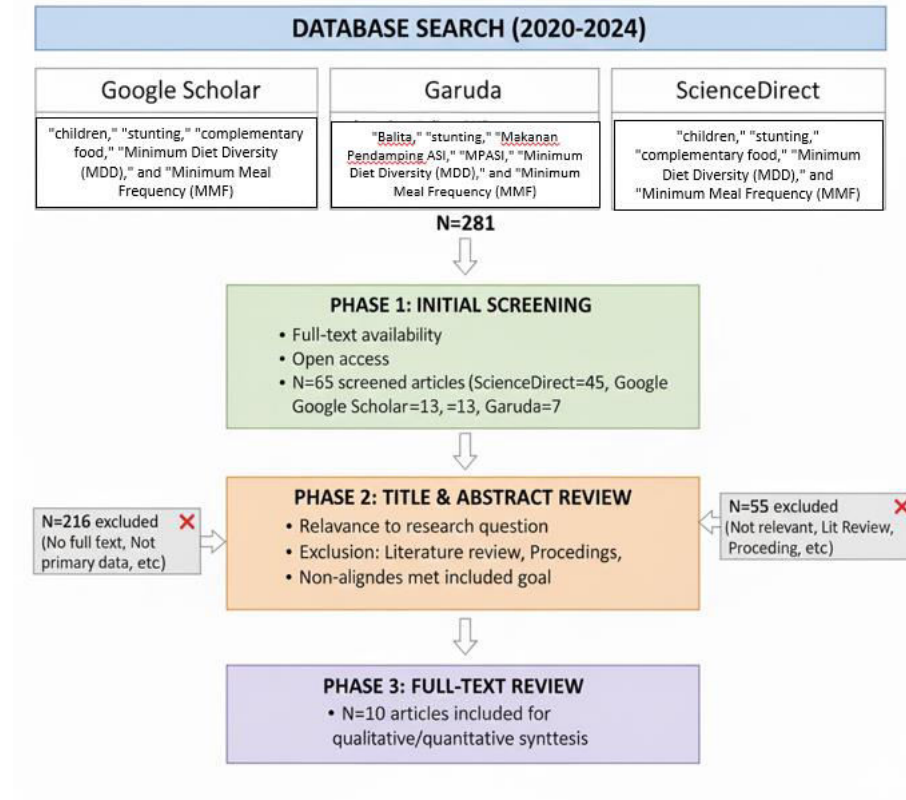 DATABASE SEARCH (2020-2024)
Google Scholar
"children," "stunting," "complementary
food," "Minimum Diet Diversity
(MDD)," and "Minimum Meal
Frequency (MMF)
Garuda
"Balita," "stunting," "Makanan
Pendamping ASI," "MPASI," "Minimum
Diet Diversity (MDD)," and "Minimum
Meal Frequency (MMF)
ScienceDirect
"children," "stunting,"
"complementary food," "Minimum
Diet Diversity (MDD)," and
"Minimum Meal Frequency (MMF)
N=281
PHASE 1: INITIAL SCREENING
• Full-text availability
• Open access
• N=65 screened articles (ScienceDirect=45, Google
Google Scholar=13, =13, Garuda=7
PHASE 2: TITLE & ABSTRACT REVIEW
• Relavance to research question
• Exclusion: Literature review, Procedings,
• Non-aligndes met included goal
N=216 excluded
(No full text, Not
primary data, etc)
N=55 excluded
(Not relevant, Lit Review,
Proceding, etc)
PHASE 3: FULL-TEXT REVIEW
• N=10 articles included for
qualitative/quanttative synttesis